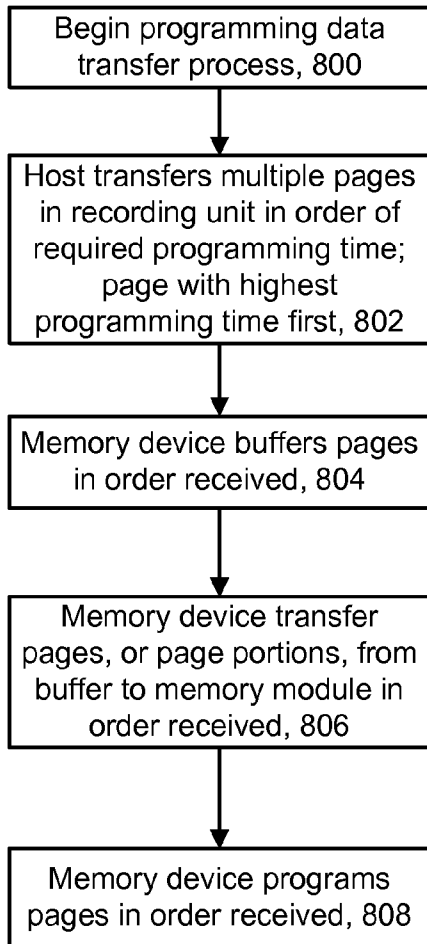 Begin programming data
transfer process, 800
Host transfers multiple pages
in recording unit in order of
required programming time;
page with highest
programming time first, 802
Memory device buffers pages
in order received, 804
Memory device transfer
pages, or page portions, from
buffer to memory module in
order received, 806
Memory device programs
pages in order received, 808